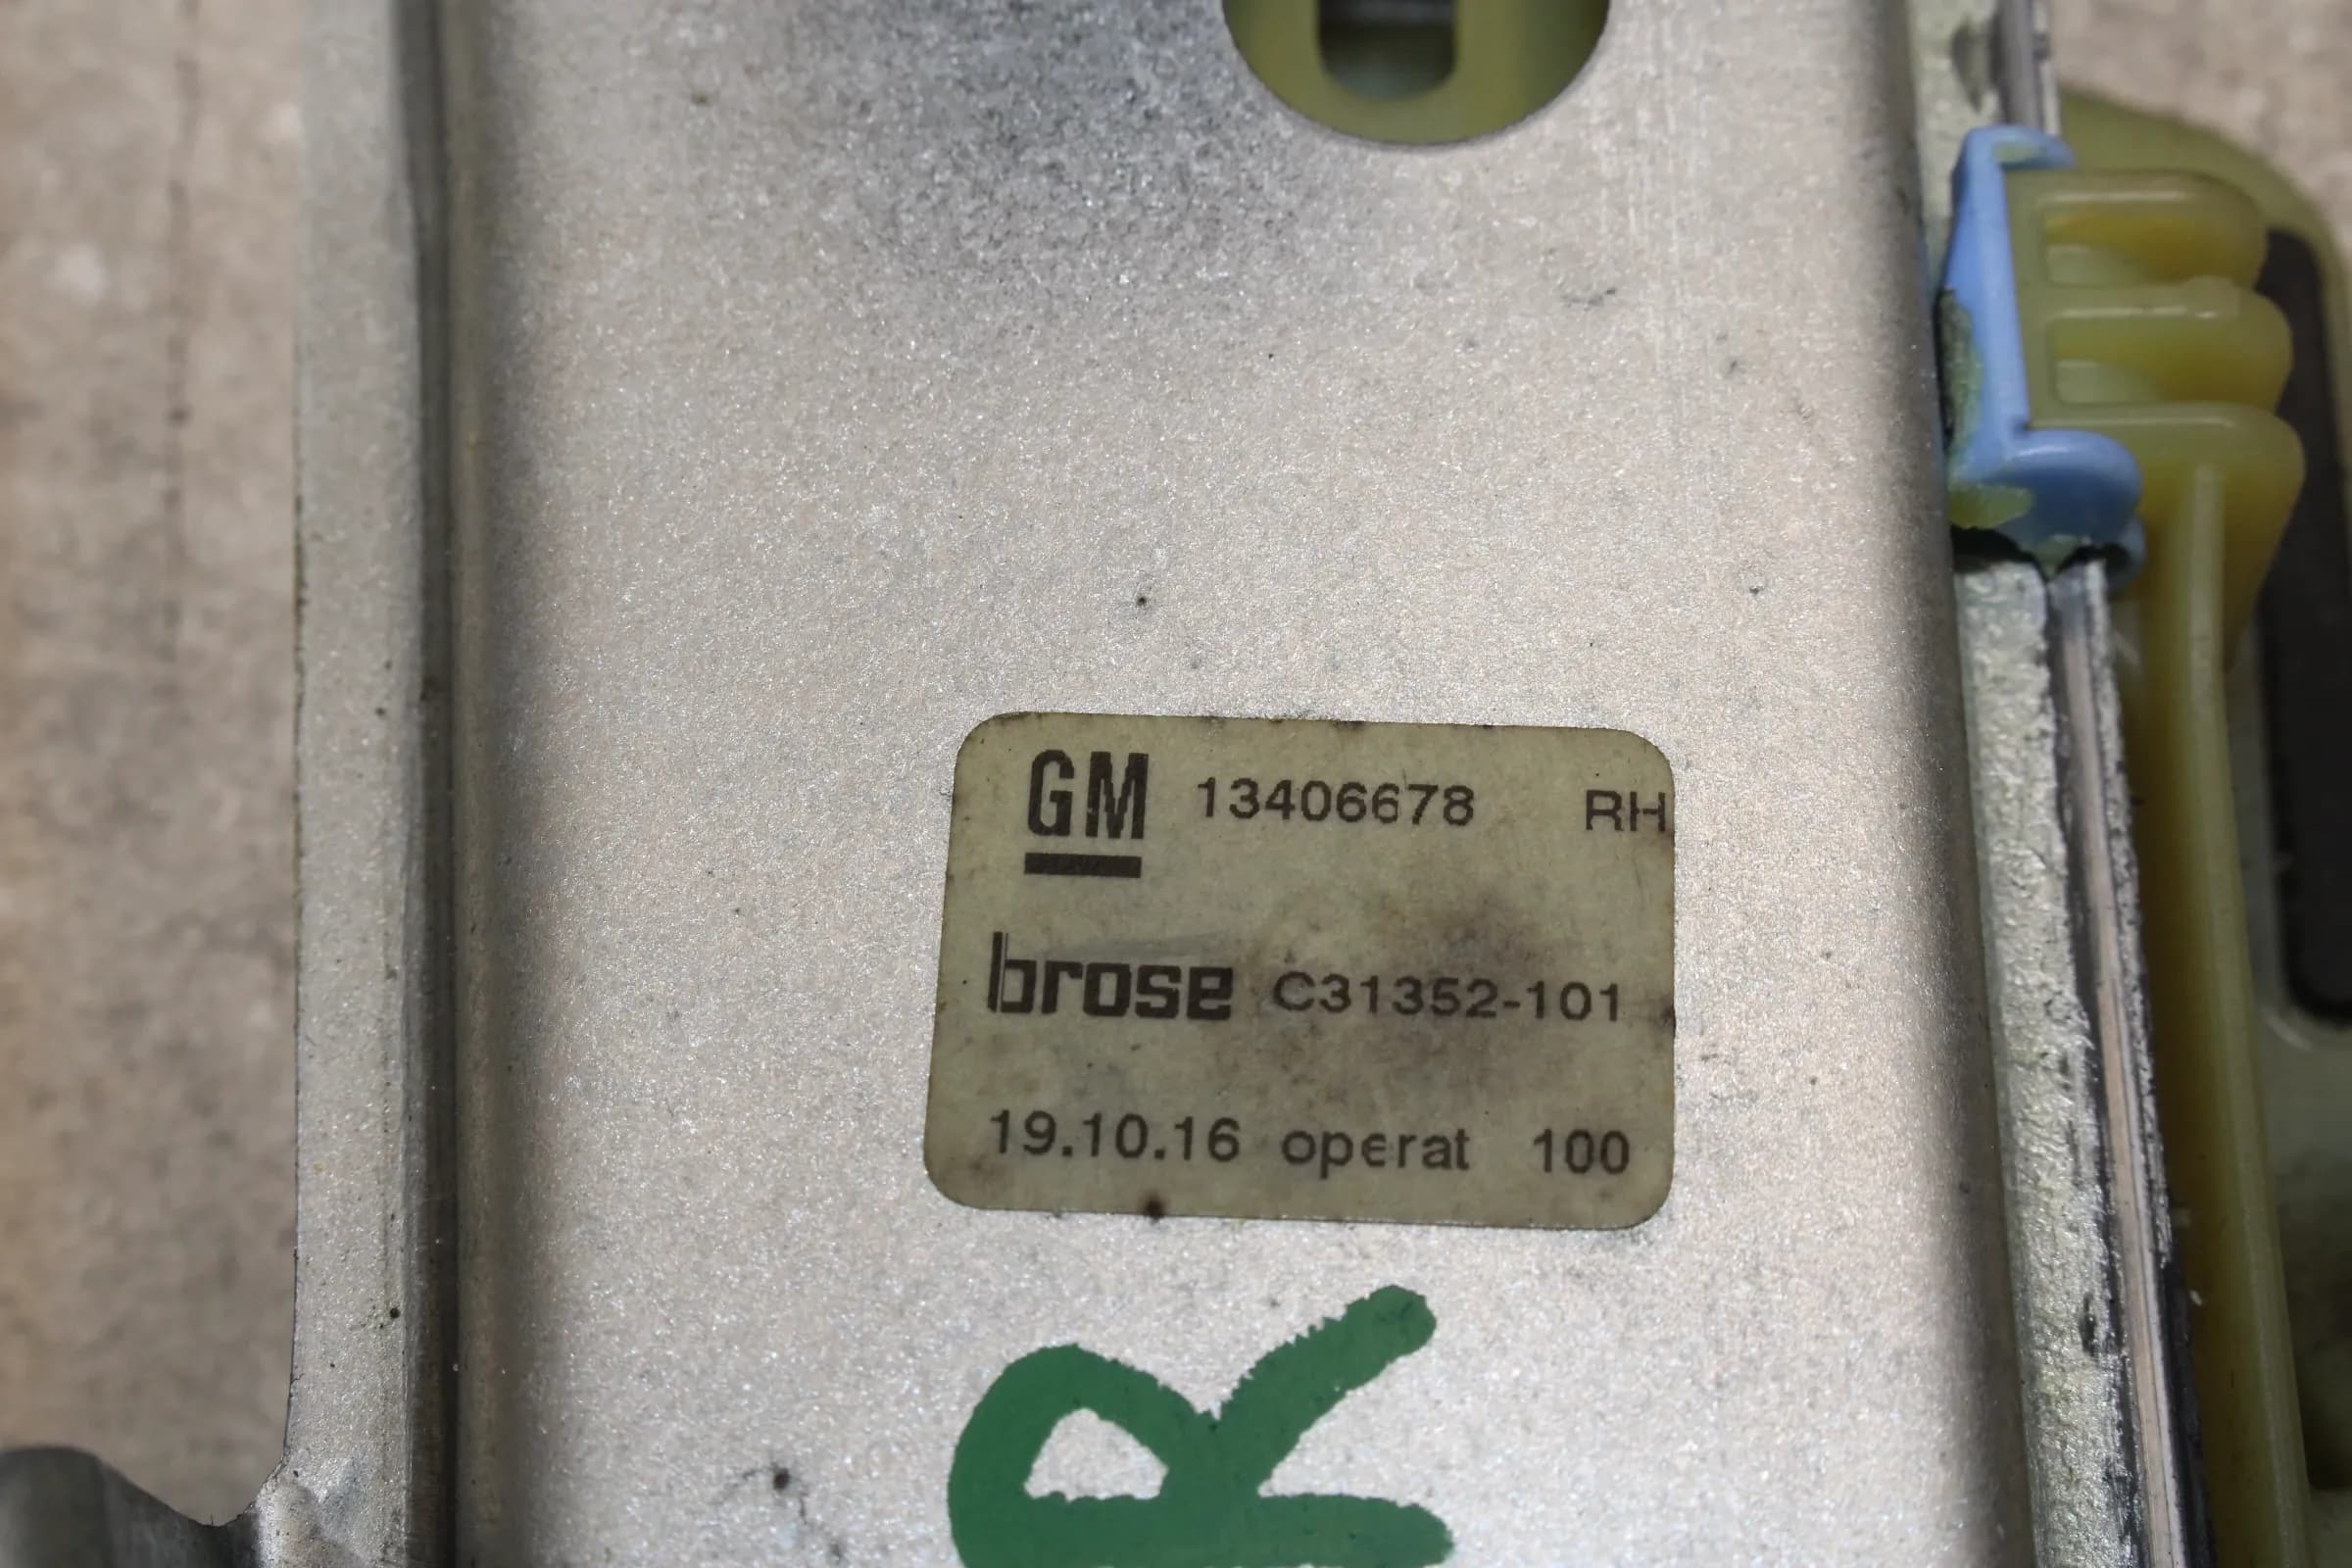 GM 13406678 RH
brose C31352-101
19.10.16 operat 100
R